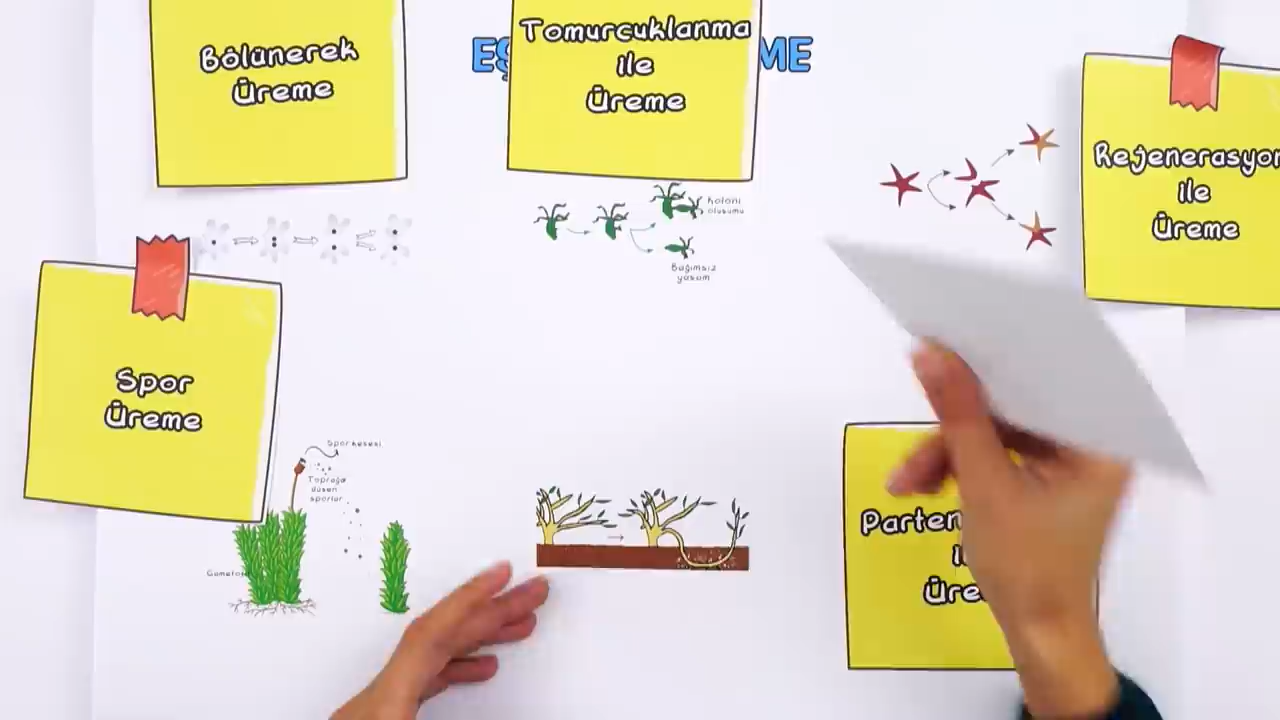 Bölünerek
Üreme
Tomurcuklanma
ile
Üreme
Rejenerasyon
ile
Üreme
koloni
oluşumu
Bağımsız
yaşam
Spor
Üreme
Spor kesesi
Toprağa
düşen
sporlar